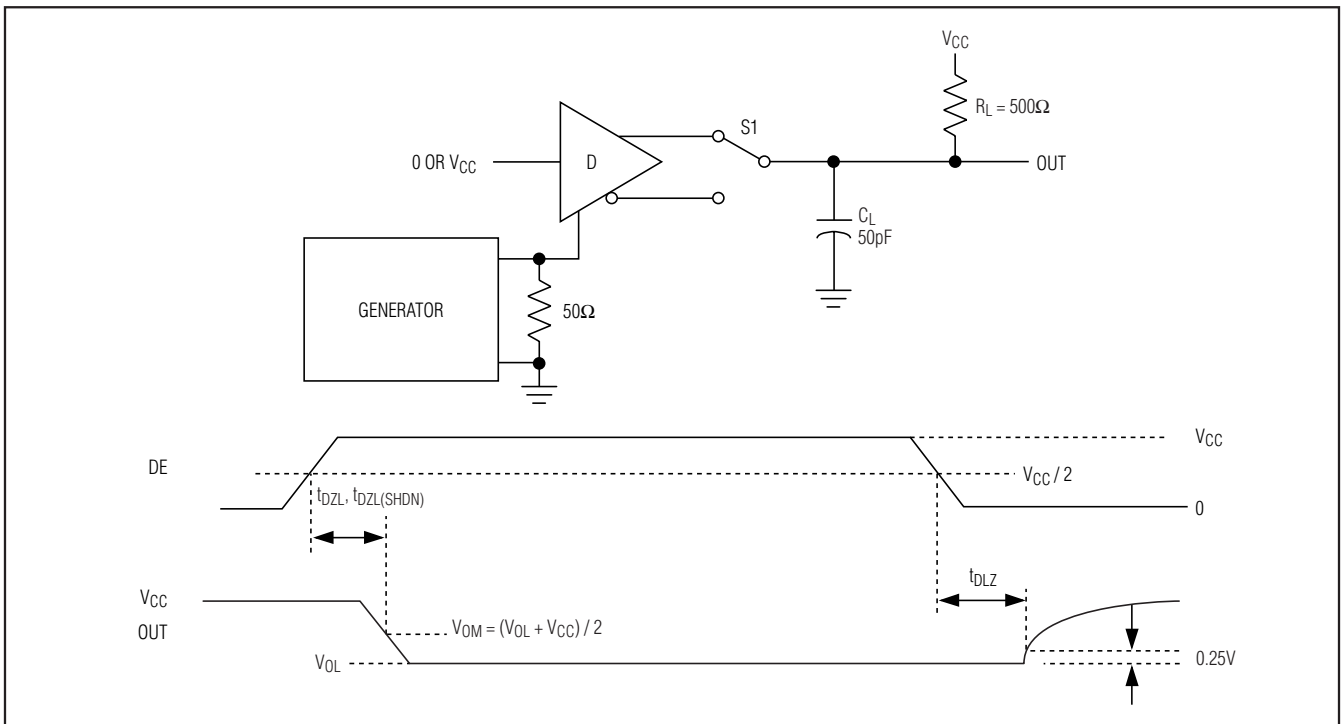 VCC
RL = 500Ω
S1
0 OR VCC
D
OUT
CL
50pF
GENERATOR
50Ω
VCC
DE
VCC / 2
tDZL, tDZL(SHDN)
0
tDLZ
VCC
OUT
VOM = (VOL + VCC) / 2
VOL
0.25V